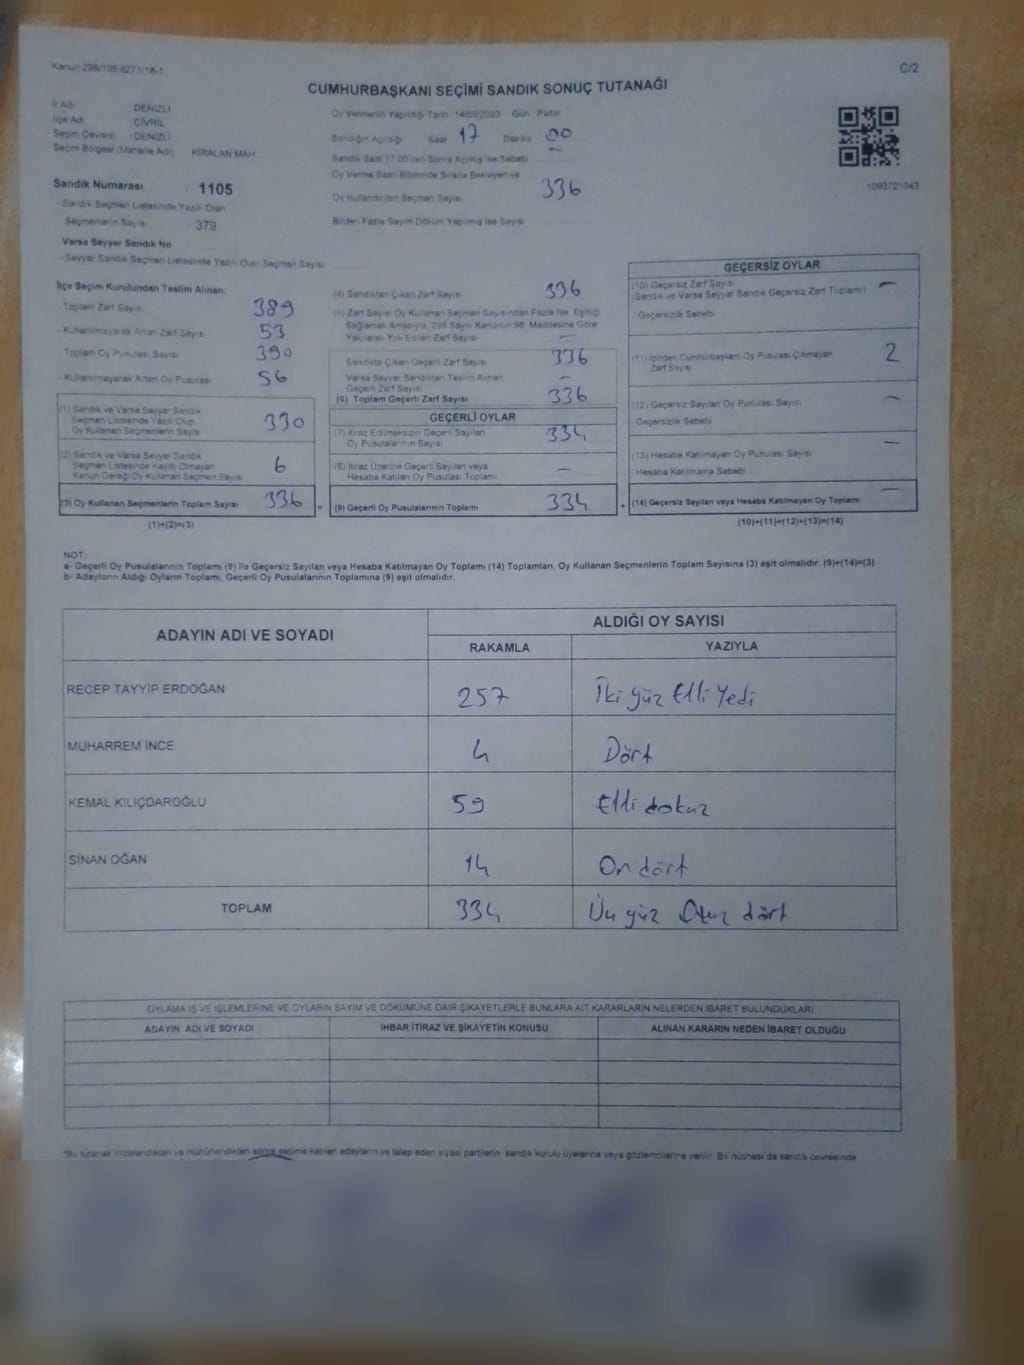 Kanun:298/105;6271/18-1
C/2
CUMHURBAŞKANI SEÇİMİ SANDIK SONUÇ TUTANAĞI
İl Adı DENİZLİ
İlçe Adı ÇİVRİL
Seçim Çevresi : DENİZLİ
Seçim Bölgesi (Mahalle Adı) KIRALAN MAH
Sandık Numarası : 1105
- Sandık Seçmen Listesinde Yazılı Olan
Seçmenlerin Sayısı 379
Varsa Seyyar Sandık No
- Seyyar Sandık Seçmen Listesinde Yazılı Olan Seçmen Sayısı
Oy Vermenin Yapıldığı Tarih 14/05/2023 Gün Pazar
Sandığın Açıldığı Saat 17 Dakika 00
Sandık Saat 17.00'den Sonra Açılmış İse Sebebi
Oy Verme Saati Bitiminde Sırada Bekleyen ve
Oy Kullandırılan Seçmen Sayısı 336
Birden Fazla Sayım Döküm Yapılmış İse Sayısı
1093721343
İlçe Seçim Kurulundan Teslim Alınan;
Toplam Zarf Sayısı 389
- Kullanılmayarak Artan Zarf Sayısı 53
- Toplam Oy Pusulası Sayısı 390
- Kullanılmayarak Artan Oy Pusulası 56
(1) Sandık ve Varsa Seyyar Sandık
Seçmen Listesinde Yazılı Olup
Oy Kullanan Seçmenlerin Sayısı 330
(2) Sandık ve Varsa Seyyar Sandık
Seçmen Listesinde Kayıtlı Olmayan
Kanun Gereği Oy Kullanan Seçmen Sayısı 6
(3) Oy Kullanan Seçmenlerin Toplam Sayısı 336 =
(1)+(2)=(3)
(4) Sandıktan Çıkan Zarf Sayısı 336
(5) Zarf Sayısı Oy Kullanan Seçmen Sayısından Fazla İse, Eşitliği
Sağlamak Amacıyla, 298 Sayılı Kanunun 98. Maddesine Göre
Yakılarak Yok Edilen Zarf Sayısı —
Sandıkta Çıkan Geçerli Zarf Sayısı 336
Varsa Seyyar Sandıktan Teslim Alınan
Geçerli Zarf Sayısı —
(6) Toplam Geçerli Zarf Sayısı 336
GEÇERLİ OYLAR
(7) İtiraz Edilmeksizin Geçerli Sayılan
Oy Pusulalarının Sayısı 334
(8) İtiraz Üzerine Geçerli Sayılan veya
Hesaba Katılan Oy Pusulası Toplamı —
(9) Geçerli Oy Pusulalarının Toplamı 334 +
GEÇERSİZ OYLAR
(10) Geçersiz Zarf Sayısı —
(Sandık ve Varsa Seyyar Sandık Geçersiz Zarf Toplamı)
- Geçersizlik Sebebi
(11) İçinden Cumhurbaşkanı Oy Pusulası Çıkmayan
Zarf Sayısı 2
(12) Geçersiz Sayılan Oy Pusulası Sayısı —
- Geçersizlik Sebebi
(13) Hesaba Katılmayan Oy Pusulası Sayısı —
- Hesaba Katılmama Sebebi
(14) Geçersiz Sayılan veya Hesaba Katılmayan Oy Toplamı —
(10)+(11)+(12)+(13)=(14)
NOT:
a- Geçerli Oy Pusulalarının Toplamı (9) İle Geçersiz Sayılan veya Hesaba Katılmayan Oy Toplamı (14) Toplamları, Oy Kullanan Seçmenlerin Toplam Sayısına (3) eşit olmalıdır. (9)+(14)=(3)
b- Adayların Aldığı Oyların Toplamı, Geçerli Oy Pusulalarının Toplamına (9) eşit olmalıdır.
ADAYIN ADI VE SOYADI ALDIĞI OY SAYISI
RAKAMLA YAZIYLA
RECEP TAYYİP ERDOĞAN 257 İki yüz Elli Yedi
MUHARREM İNCE 4 Dört
KEMAL KILIÇDAROĞLU 59 Elli dokuz
SİNAN OĞAN 14 On dört
TOPLAM 334 Üç yüz Otuz dört
OYLAMA İŞ VE İŞLEMLERİNE VE OYLARIN SAYIM VE DÖKÜMÜNE DAİR ŞİKAYETLERLE BUNLARA AİT KARARLARIN NELERDEN İBARET BULUNDUKLARI
ADAYIN ADI VE SOYADI İHBAR İTİRAZ VE ŞİKAYETİN KONUSU ALINAN KARARIN NEDEN İBARET OLDUĞU
*Bu tutanak imzalandıktan ve mühürlendikten sonra seçime katılan adayların ve talep eden siyasi partilerin sandık kurulu üyelerine veya gözlemcilerine verilir. Bir nüshası da sandık çevresinde